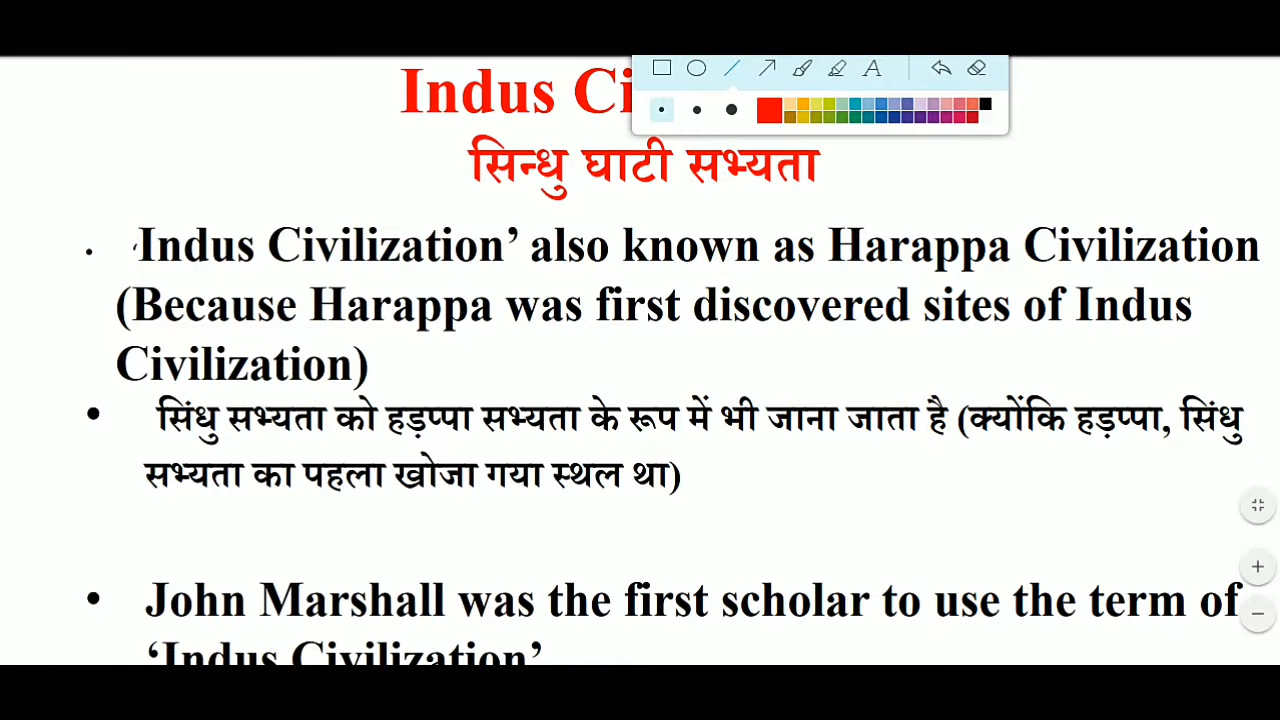 Indus Ci
सिन्धु घाटी सभ्यता
• ‘Indus Civilization’ also known as Harappa Civilization
(Because Harappa was first discovered sites of Indus
Civilization)
• सिंधु सभ्यता को हड़प्पा सभ्यता के रूप में भी जाना जाता है (क्योंकि हड़प्पा, सिंधु
सभ्यता का पहला खोजा गया स्थल था)
• John Marshall was the first scholar to use the term of
‘Indus Civilization’